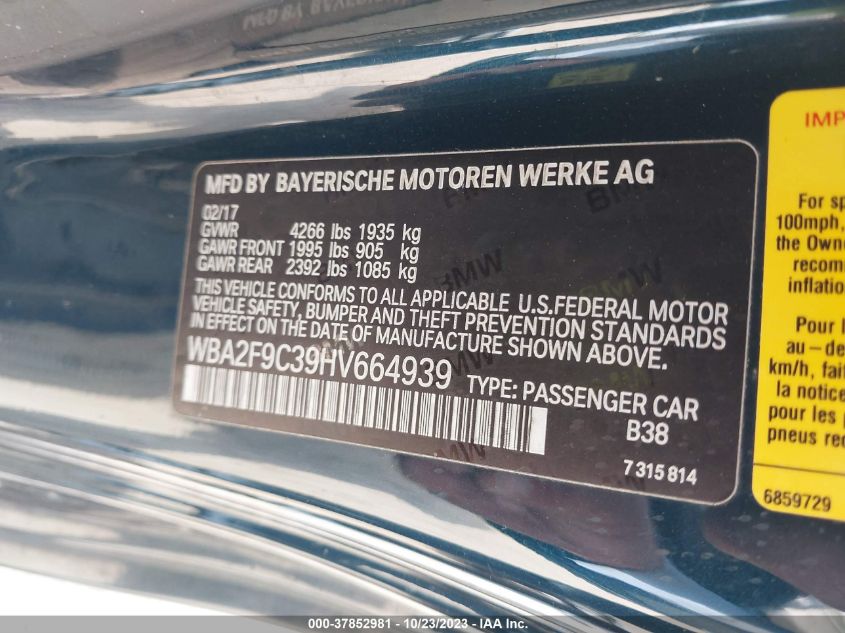 MFD BY BAYERISCHE MOTOREN WERKE AG
02/17
GVWR 4266 lbs 1935 kg
GAWR FRONT 1995 lbs 905 kg
GAWR REAR 2392 lbs 1085 kg
THIS VEHICLE CONFORMS TO ALL APPLICABLE U.S.FEDERAL MOTOR
VEHICLE SAFETY, BUMPER AND THEFT PREVENTION STANDARDS
IN EFFECT ON THE DATE OF MANUFACTURE SHOWN ABOVE.
WBA2F9C39HV664939 TYPE: PASSENGER CAR
B38
7 315 814
IMP
For sp
100mph,
the Owne
recom
inflatio
Pour l
au-de
km/h, fait
la notice
pour les
pneus rec
6859729
000-37852981 - 10/23/2023 - IAA Inc.